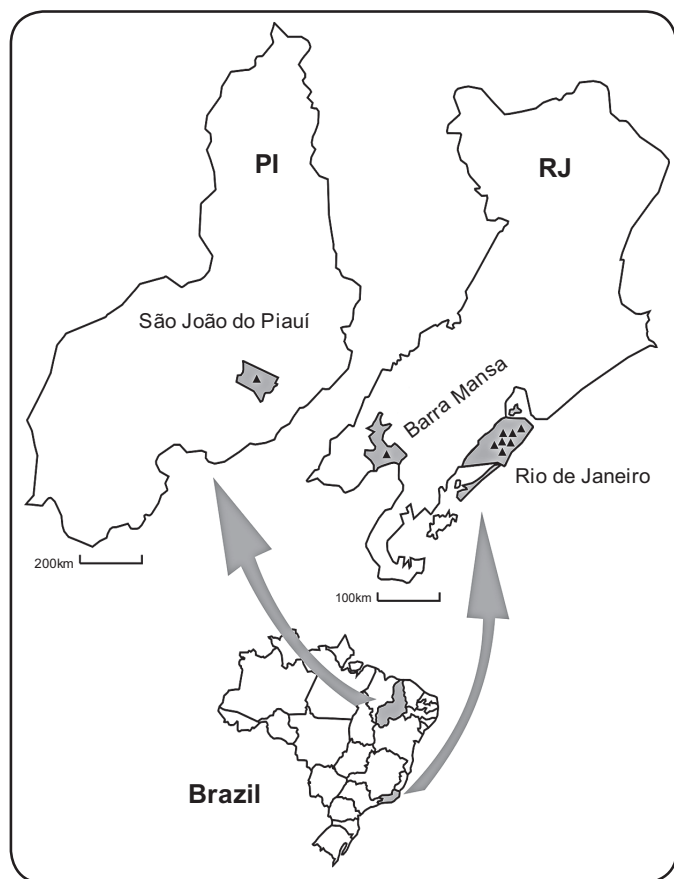 PI
RJ
São João do Piauí
Barra Mansa
Rio de Janeiro
200km
100km
Brazil